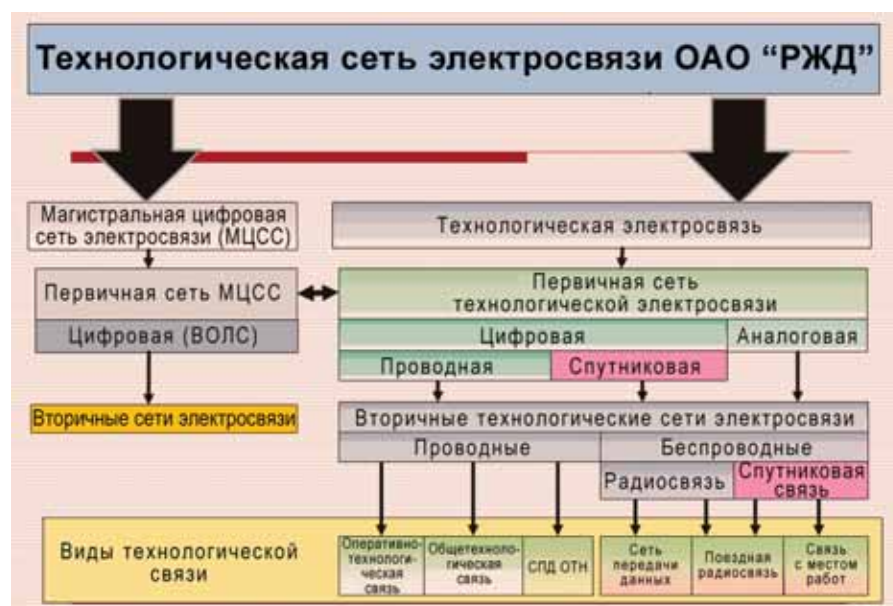 Технологическая сеть электросвязи ОАО “РЖД”
Магистральная цифровая
сеть электросвязи (МЦСС)
Технологическая электросвязь
Первичная сеть МЦСС
Цифровая (ВОЛС)
Первичная сеть
технологической электросвязи
Цифровая
Аналоговая
Проводная
Спутниковая
Вторичные сети электросвязи
Вторичные технологические сети электросвязи
Проводные
Беспроводные
Радиосвязь
Спутниковая
связь
Виды технологической
связи
Оперативно-
технологи-
ческая
связь
Общетехноло-
гическая
связь
СПД ОТН
Сеть
передачи
данных
Поездная
радиосвязь
Связь
с местом
работ